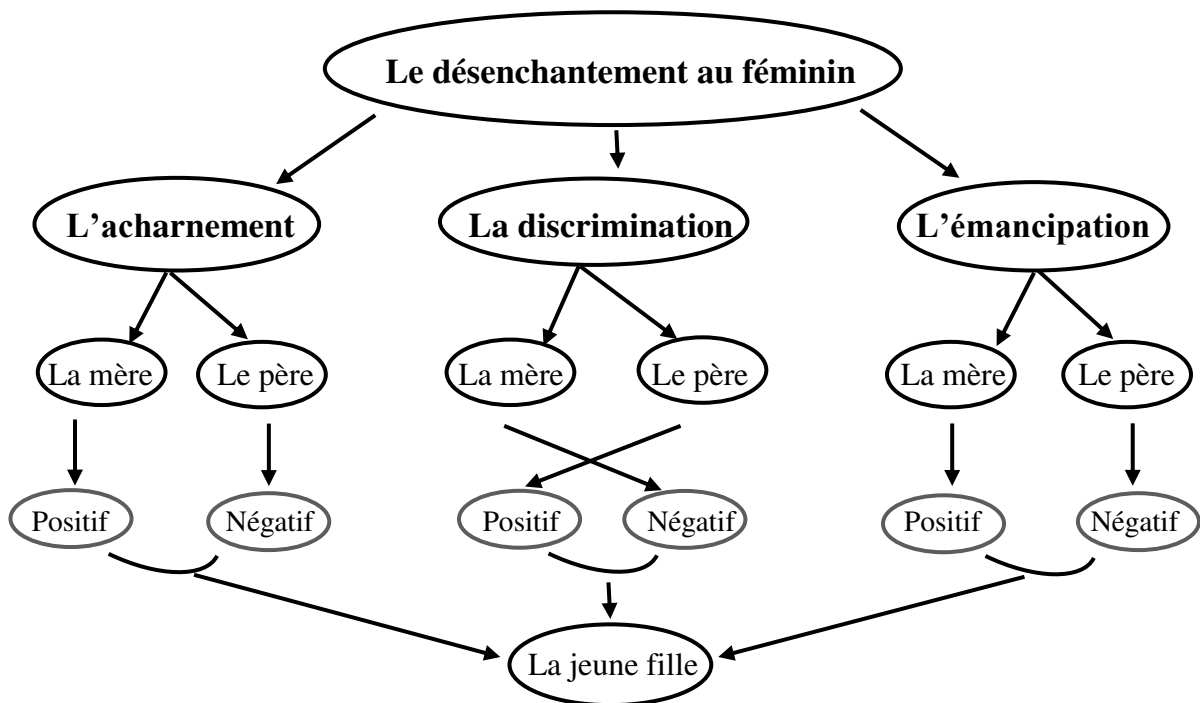 Le désenchantement au féminin
L’acharnement
La discrimination
L’émancipation
La mère
Le père
La mère
Le père
La mère
Le père
Positif
Négatif
Positif
Négatif
Positif
Négatif
La jeune fille